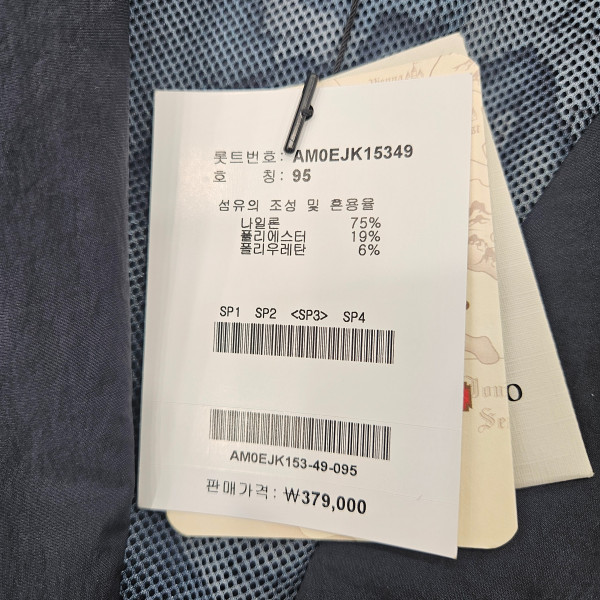 롯트번호: AM0EJK15349
호 칭: 95
섬유의 조성 및 혼용율
나일론 75%
폴리에스터 19%
폴리우레탄 6%
SP1 SP2 <SP3> SP4
AM0EJK153-49-095
판매가격: ₩379,000